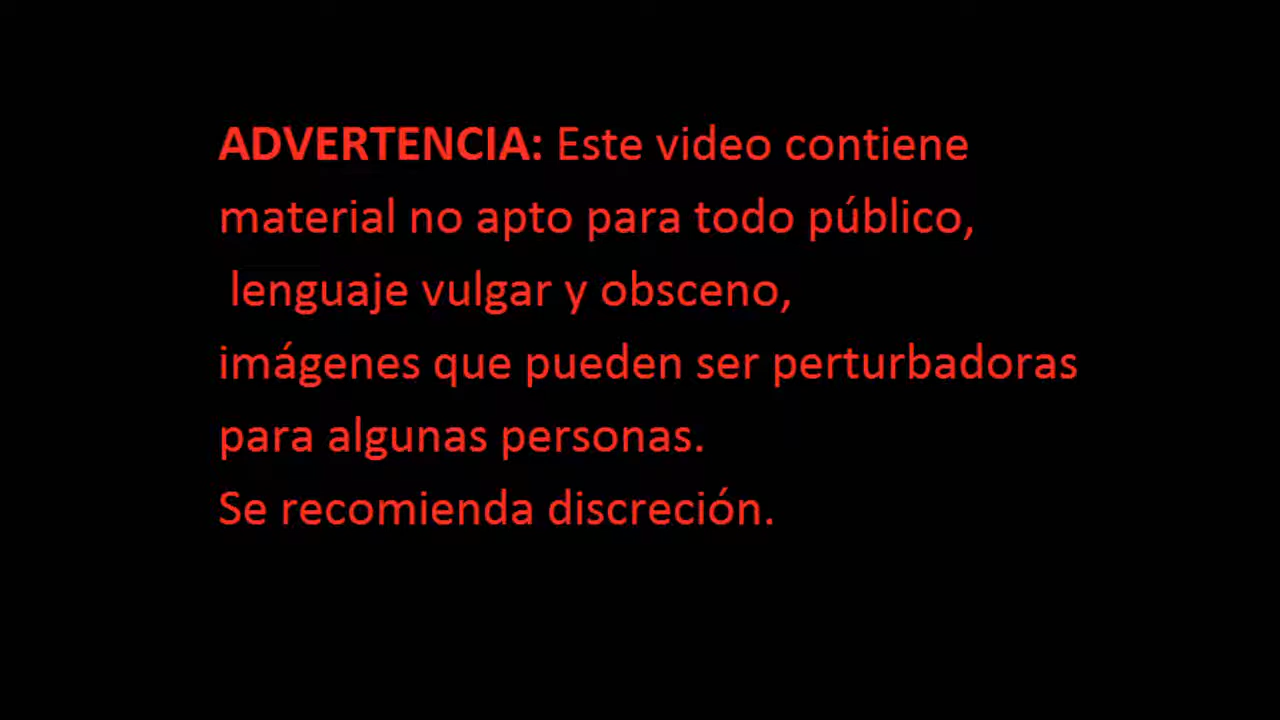 ADVERTENCIA: Este video contiene
material no apto para todo público,
lenguaje vulgar y obsceno,
imágenes que pueden ser perturbadoras
para algunas personas.
Se recomienda discreción.